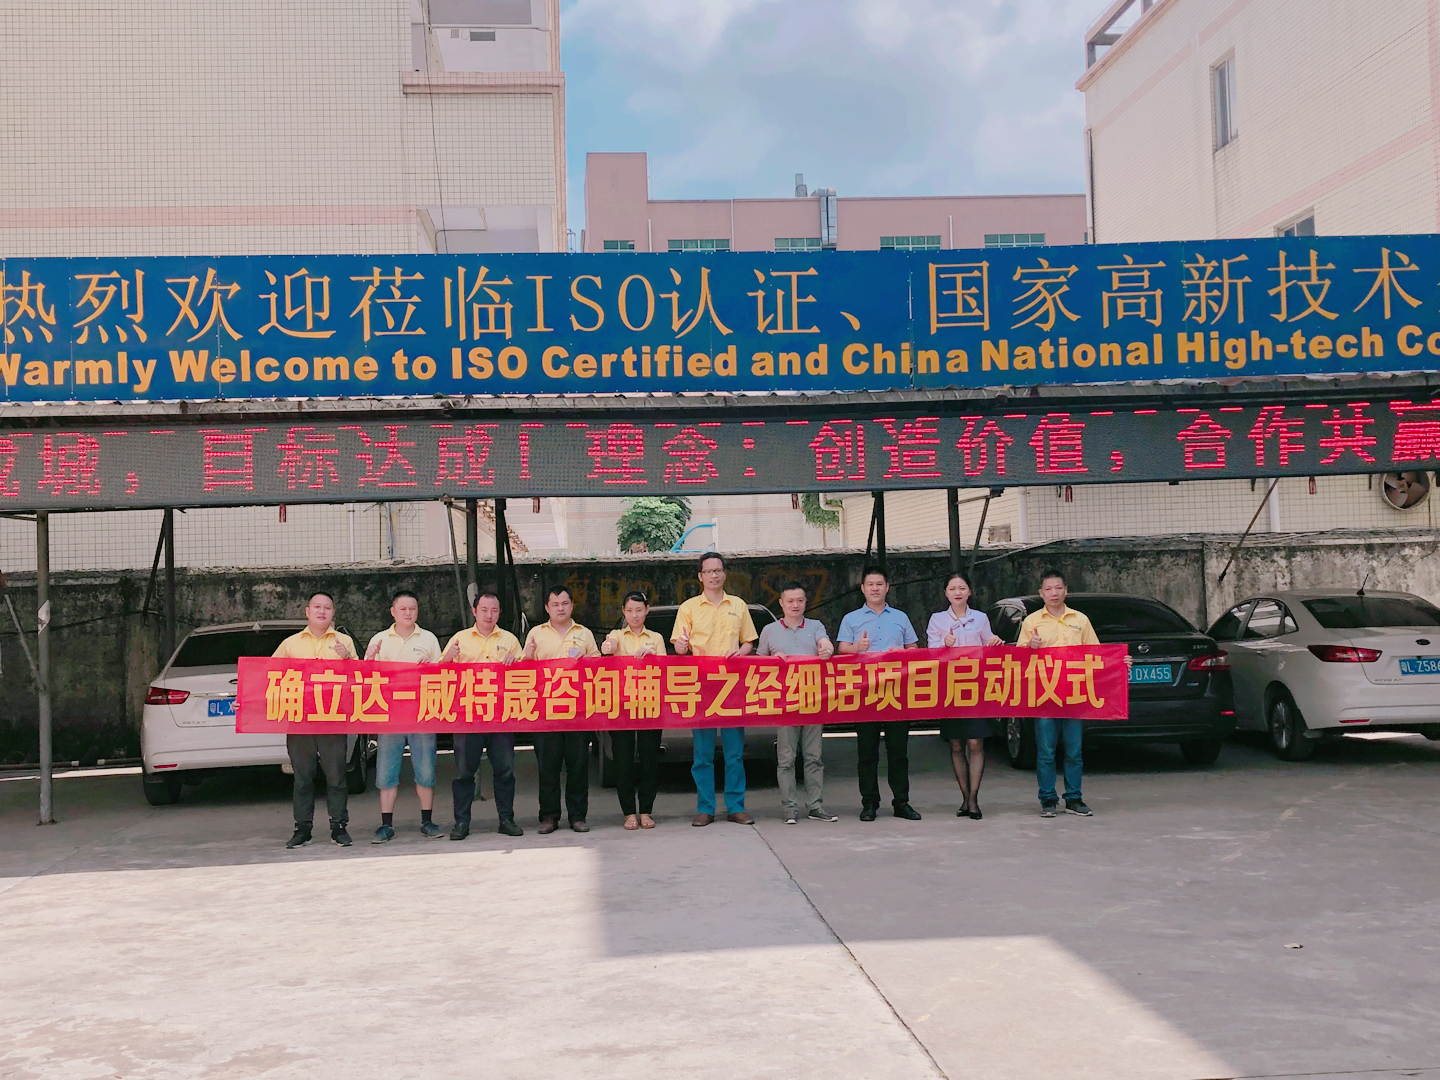 热烈欢迎莅临ISO认证、国家高新技术
Warmly Welcome to ISO Certified and China National High-tech Co
城，目标达成！理念：创造价值，合作共赢
确立达-威特晟咨询辅导之经细话项目启动仪式
DX455
Z586